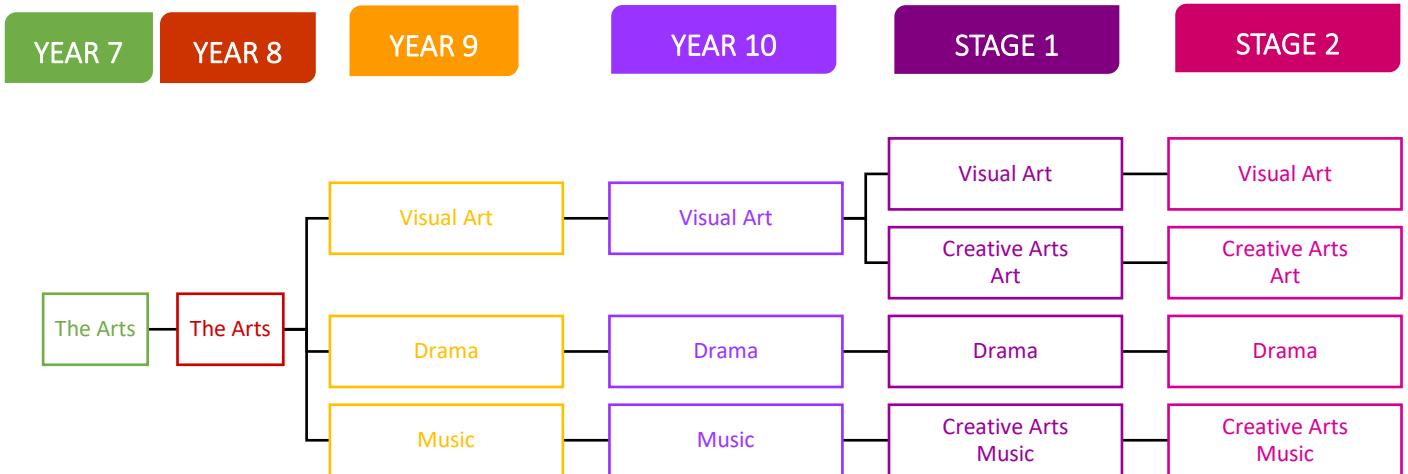 YEAR 7
YEAR 8
YEAR 9
YEAR 10
STAGE 1
STAGE 2
Visual Art
Visual Art
Visual Art
Visual Art
Creative Arts
Art
Creative Arts
Art
The Arts
The Arts
Drama
Drama
Drama
Drama
Music
Music
Creative Arts
Music
Creative Arts
Music